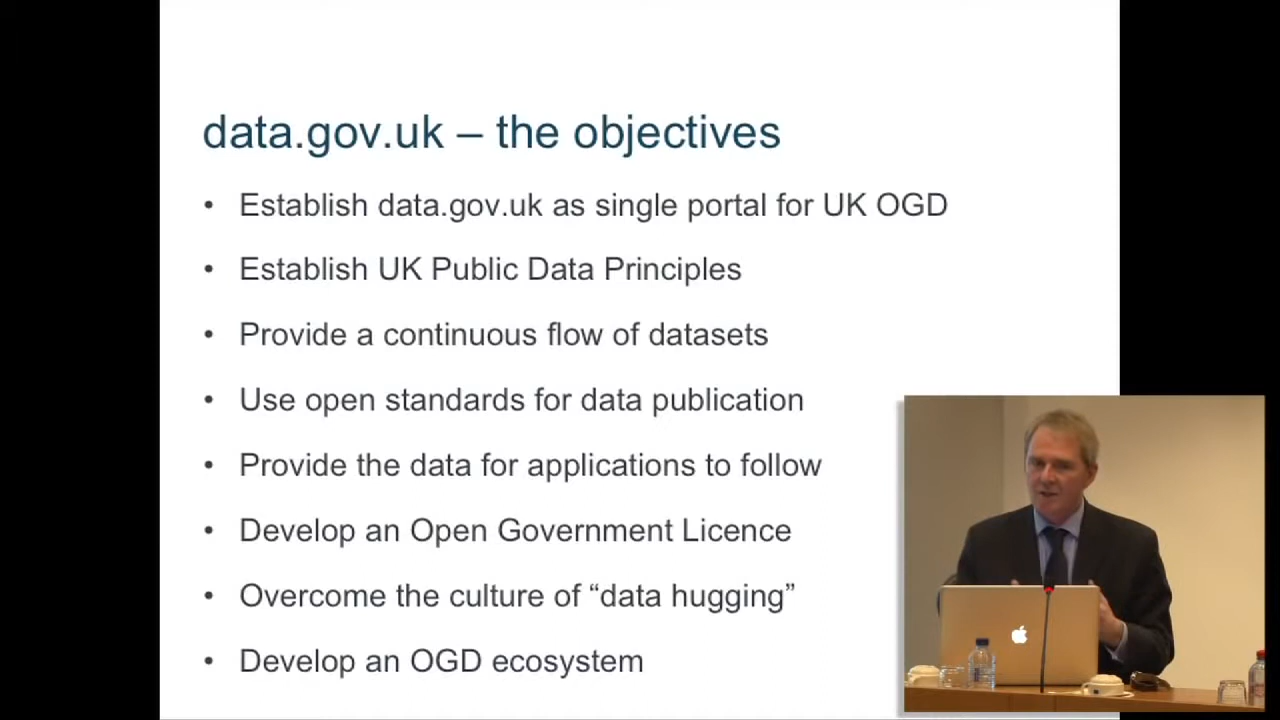 data.gov.uk – the objectives
• Establish data.gov.uk as single portal for UK OGD
• Establish UK Public Data Principles
• Provide a continuous flow of datasets
• Use open standards for data publication
• Provide the data for applications to follow
• Develop an Open Government Licence
• Overcome the culture of “data hugging”
• Develop an OGD ecosystem